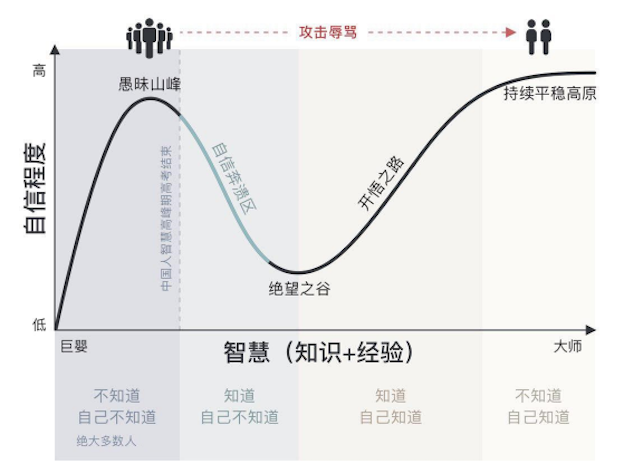 攻击辱骂
高
愚昧山峰
持续平稳高原
自信程度
中国人智慧高峰期高考结束
自信奔溃区
开悟之路
绝望之谷
低
巨婴
智慧（知识+经验）
大师
不知道
自己不知道
绝大多数人
知道
自己不知道
知道
自己知道
不知道
自己知道